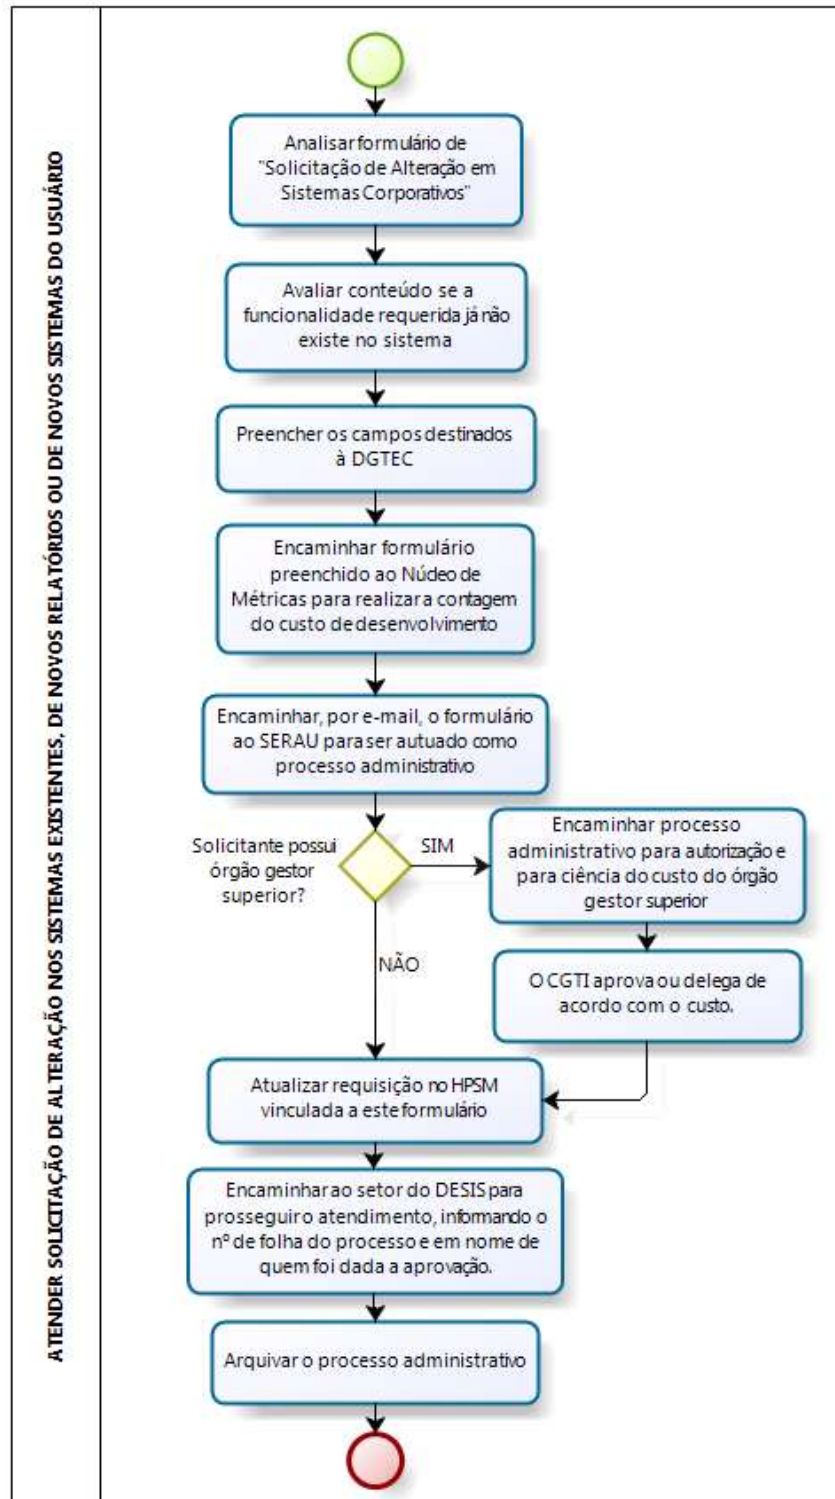 ATENDER SOLICITAÇÃO DE ALTERAÇÃO NOS SISTEMAS EXISTENTES, DE NOVOS RELATÓRIOS OU DE NOVOS SISTEMAS DO USUÁRIO
Analisar formulário de
"Solicitação de Alteração em
Sistemas Corporativos"
Avaliar conteúdo se a
funcionalidade requerida já não
existe no sistema
Preencher os campos destinados
à DGTEC
Encaminhar formulário
preenchido ao Núcleo de
Métricas para realizar a contagem
do custo de desenvolvimento
Encaminhar, por e-mail, o formulário
ao SERAU para ser autuado como
processo administrativo
Solicitante possui
órgão gestor
superior?
SIM
Encaminhar processo
administrativo para autorização e
para ciência do custo do órgão
gestor superior
NÃO
O CGTI aprova ou delega de
acordo com o custo.
Atualizar requisição no HPSM
vinculada a este formulário
Encaminhar ao setor do DESIS para
prosseguir o atendimento, informando o
nº de folha do processo e em nome de
quem foi dada a aprovação.
Arquivar o processo administrativo